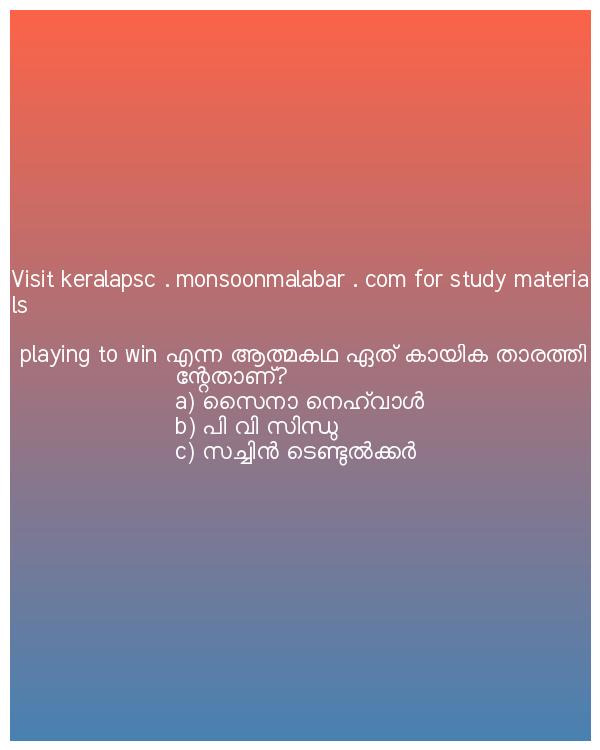 Visit keralapsc . monsoonmalabar . com for study materia
ls
playing to win എന്ന ആത്മകഥ ഏത് കായിക താരത്തി
ന്റേതാണ്?
a) സൈനാ നെഹ്‌വാൾ
b) പി വി സിന്ധു
c) സച്ചിൻ ടെണ്ടുൽക്കർ